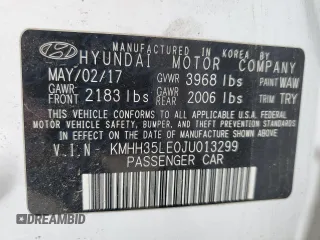 MANUFACTURED IN KOREA BY
HYUNDAI MOTOR COMPANY
MAY/02/17 GVWR 3968 lbs PAINT WAW
GAWR FRONT 2183 lbs GAWR REAR 2006 lbs TRIM TRY
THIS VEHICLE CONFORMS TO ALL APPLICABLE U.S.A FEDERAL
MOTOR VEHICLE SAFETY, BUMPER, AND THEFT PREVENTION
STANDARDS IN EFFECT ON THE DATE OF MANUFACTURE SHOWN ABOVE.
V.I.N - KMHH35LE0JU013299
PASSENGER CAR
AUTOBIDCAR